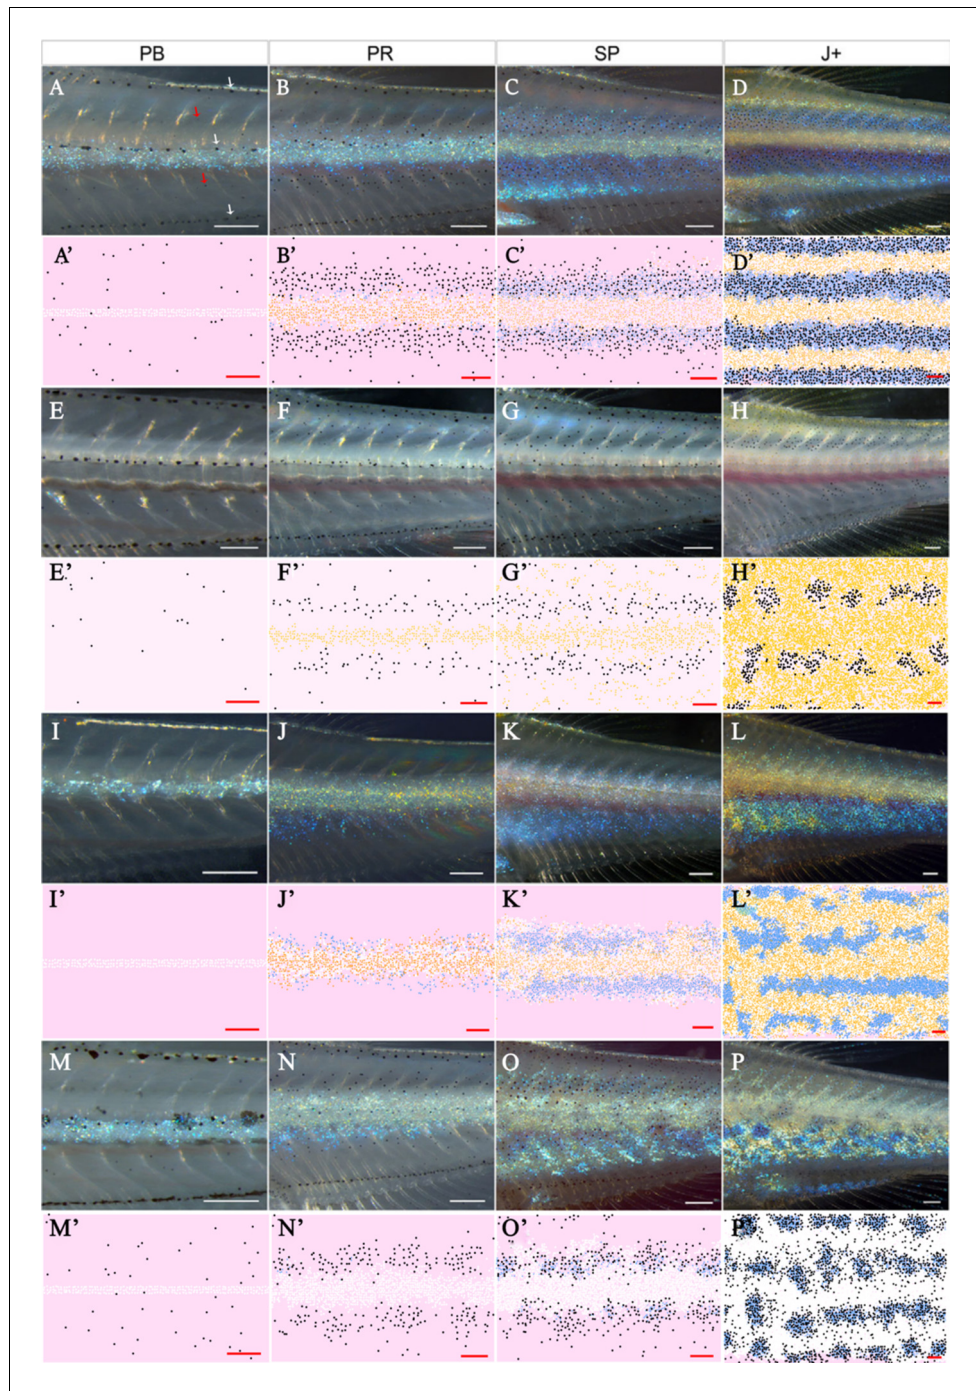 PB PR SP J+
A B C D
A’ B’ C’ D’
E F G H
E’ F’ G’ H’
I J K L
I’ J’ K’ L’
M N O P
M’ N’ O’ P’